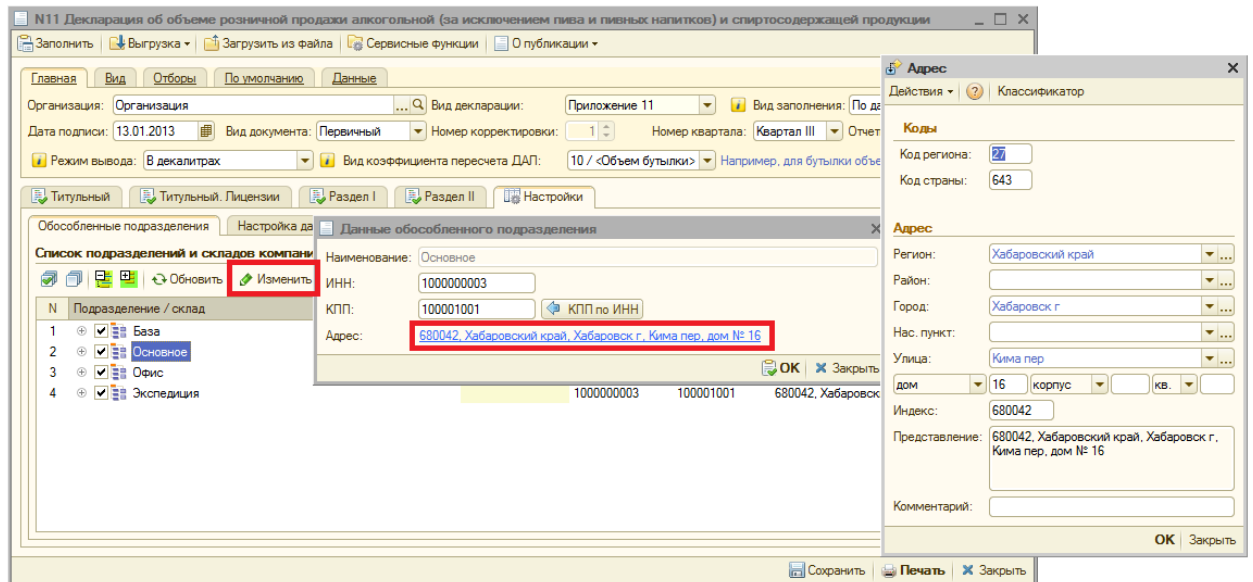 N11 Декларация об объеме розничной продажи алкогольной (за исключением пива и пивных напитков) и спиртосодержащей продукции
Заполнить Выгрузка Загрузить из файла Сервисные функции О публикации
Главная Вид Отборы По умолчанию Данные
Организация: Организация ... Вид декларации: Приложение 11 Вид заполнения: По да
Дата подписи: 13.01.2013 Вид документа: Первичный Номер корректировки: 1 Номер квартала: Квартал III Отчет
Режим вывода: В декалитрах Вид коэффициента пересчета ДАП: 10 / <Объем бутылки> Например, для бутылки объе
Титульный Титульный. Лицензии Раздел I Раздел II Настройки
Обособленные подразделения Настройка да
Список подразделений и складов компани
Обновить Изменить
N Подразделение / склад
1 База
2 Основное
3 Офис
4 Экспедиция 1000000003 100001001 680042, Хабаровск
Сохранить Печать Закрыть
Данные обособленного подразделения
Наименование: Основное
ИНН: 1000000003
КПП: 100001001 КПП по ИНН
Адрес: 680042, Хабаровский край, Хабаровск г, Кима пер, дом № 16
ОК Закрыть
Адрес
Действия ? Классификатор
Коды
Код региона: 27
Код страны: 643
Адрес
Регион: Хабаровский край ...
Район: ...
Город: Хабаровск г ...
Нас. пункт: ...
Улица: Кима пер ...
дом 16 корпус кв.
Индекс: 680042
Представление: 680042, Хабаровский край, Хабаровск г,
Кима пер, дом № 16
Комментарий:
ОК Закрыть